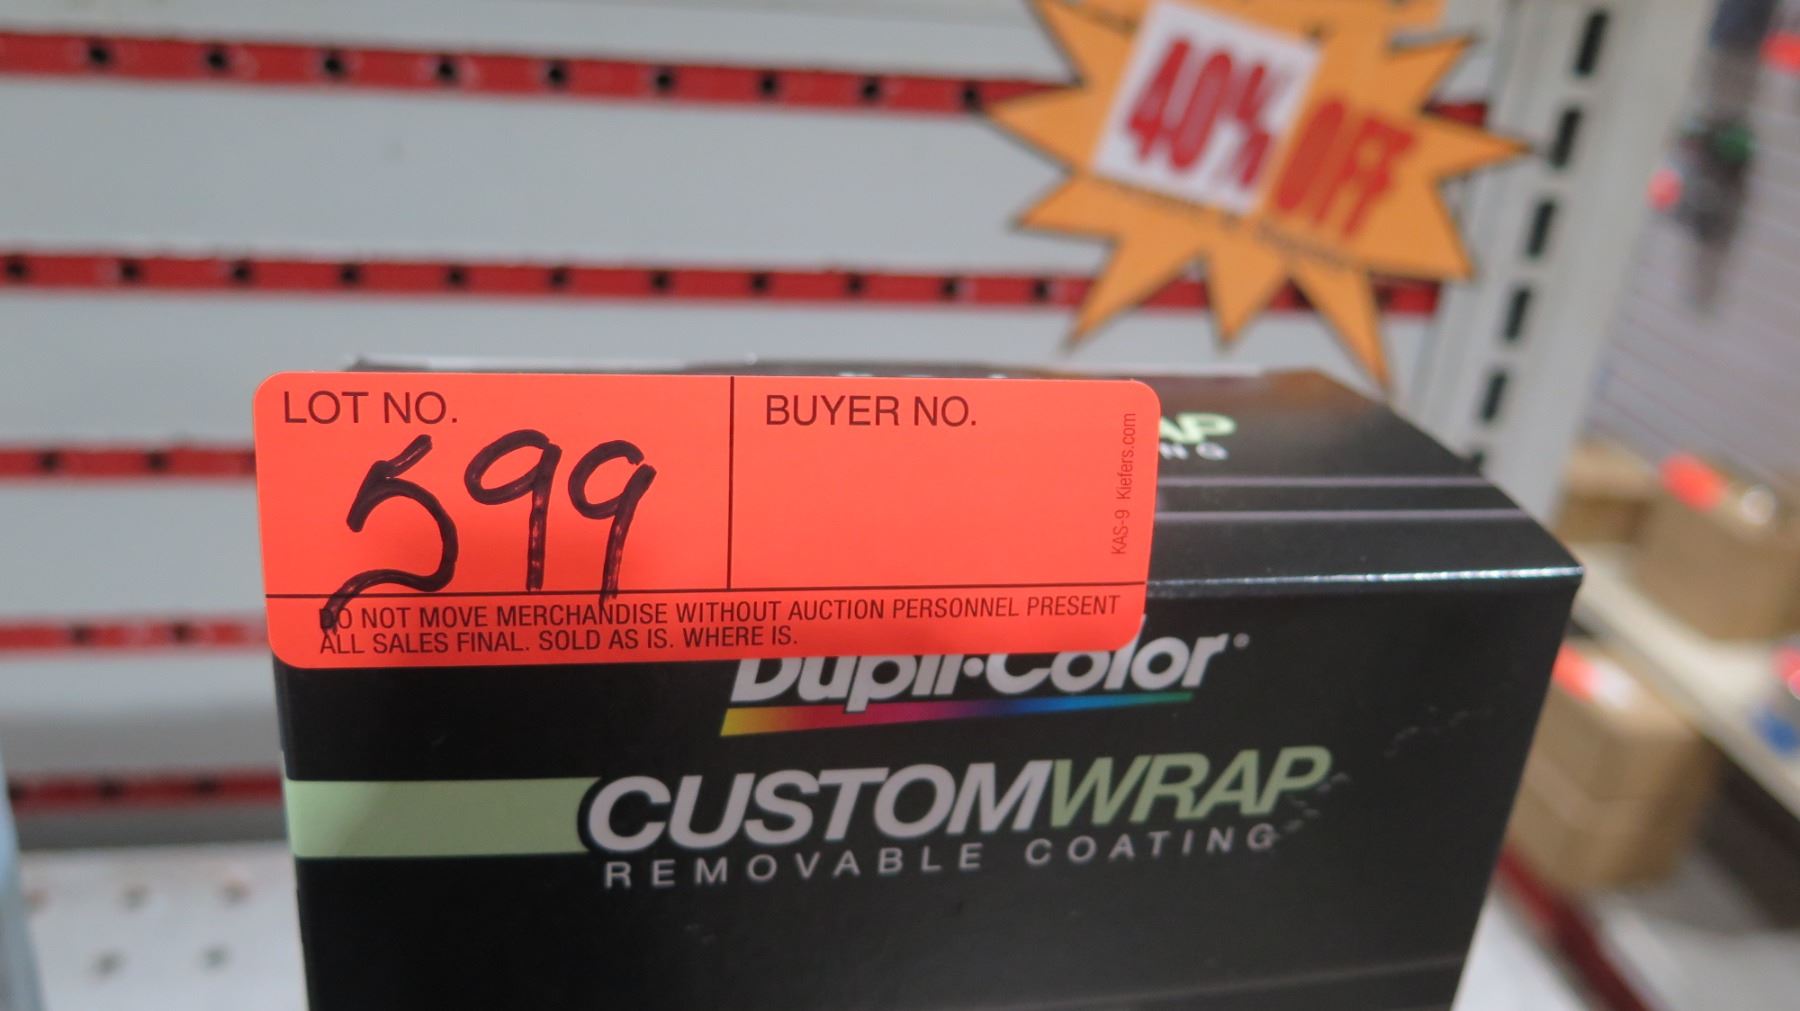 40% OFF
LOT NO.
BUYER NO.
599
KAS-9 Kiefers.com
DO NOT MOVE MERCHANDISE WITHOUT AUCTION PERSONNEL PRESENT
ALL SALES FINAL. SOLD AS IS. WHERE IS.
Dupli•Color
CUSTOMWRAP
REMOVABLE COATING